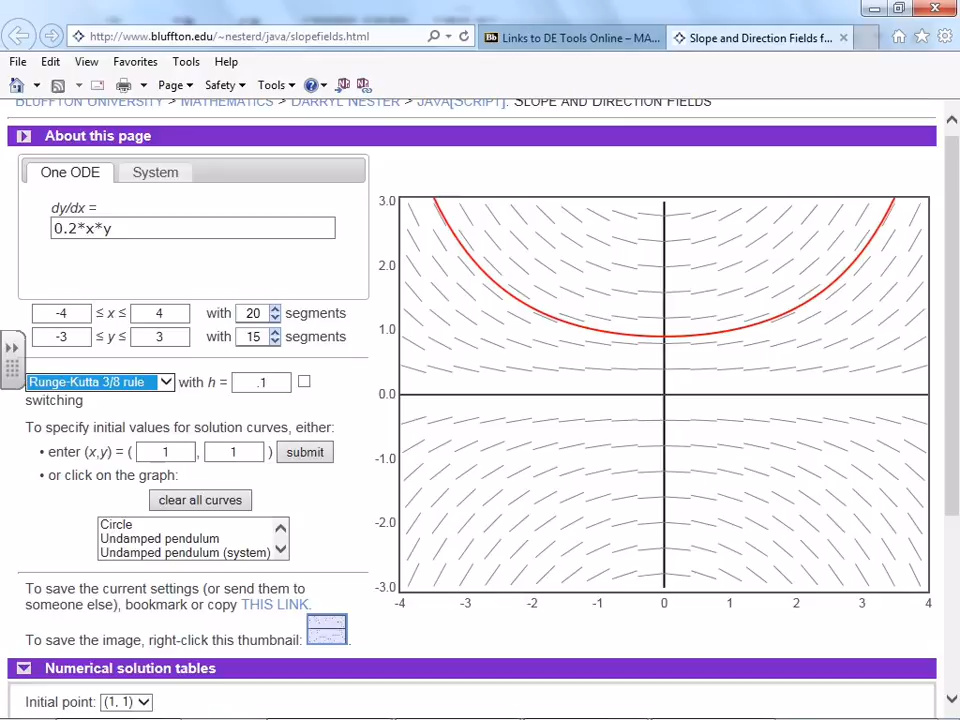 http://www.bluffton.edu/~nesterd/java/slopefields.html
Bb Links to DE Tools Online – MA...
Slope and Direction Fields f...
File Edit View Favorites Tools Help
Page Safety Tools
BLUFFTON UNIVERSITY > MATHEMATICS > DARRYL NESTER > JAVA[SCRIPT]: SLOPE AND DIRECTION FIELDS
About this page
One ODE System
dy/dx =
0.2*x*y
-4 ≤ x ≤ 4 with 20 segments
-3 ≤ y ≤ 3 with 15 segments
Runge-Kutta 3/8 rule with h = .1
switching
To specify initial values for solution curves, either:
• enter (x,y) = ( 1 , 1 ) submit
• or click on the graph:
clear all curves
Circle
Undamped pendulum
Undamped pendulum (system)
To save the current settings (or send them to
someone else), bookmark or copy THIS LINK.
To save the image, right-click this thumbnail: .
3.0
2.0
1.0
0.0
-1.0
-2.0
-3.0
-4 -3 -2 -1 0 1 2 3 4
Numerical solution tables
Initial point: (1, 1)